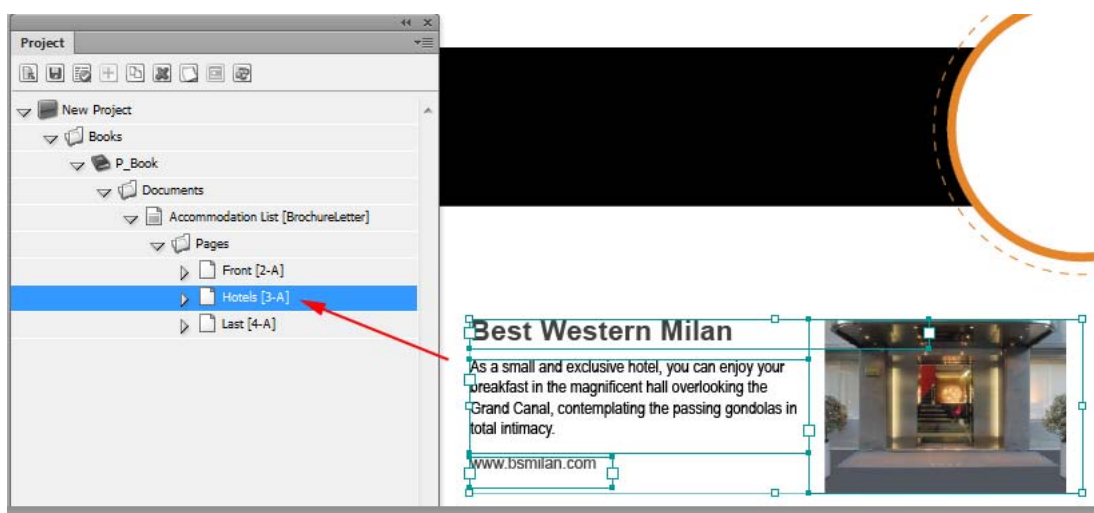 Project
New Project
Books
P_Book
Documents
Accommodation List [BrochureLetter]
Pages
Front [2-A]
Hotels [3-A]
Last [4-A]
Best Western Milan
As a small and exclusive hotel, you can enjoy your
breakfast in the magnificent hall overlooking the
Grand Canal, contemplating the passing gondolas in
total intimacy.
www.bsmilan.com